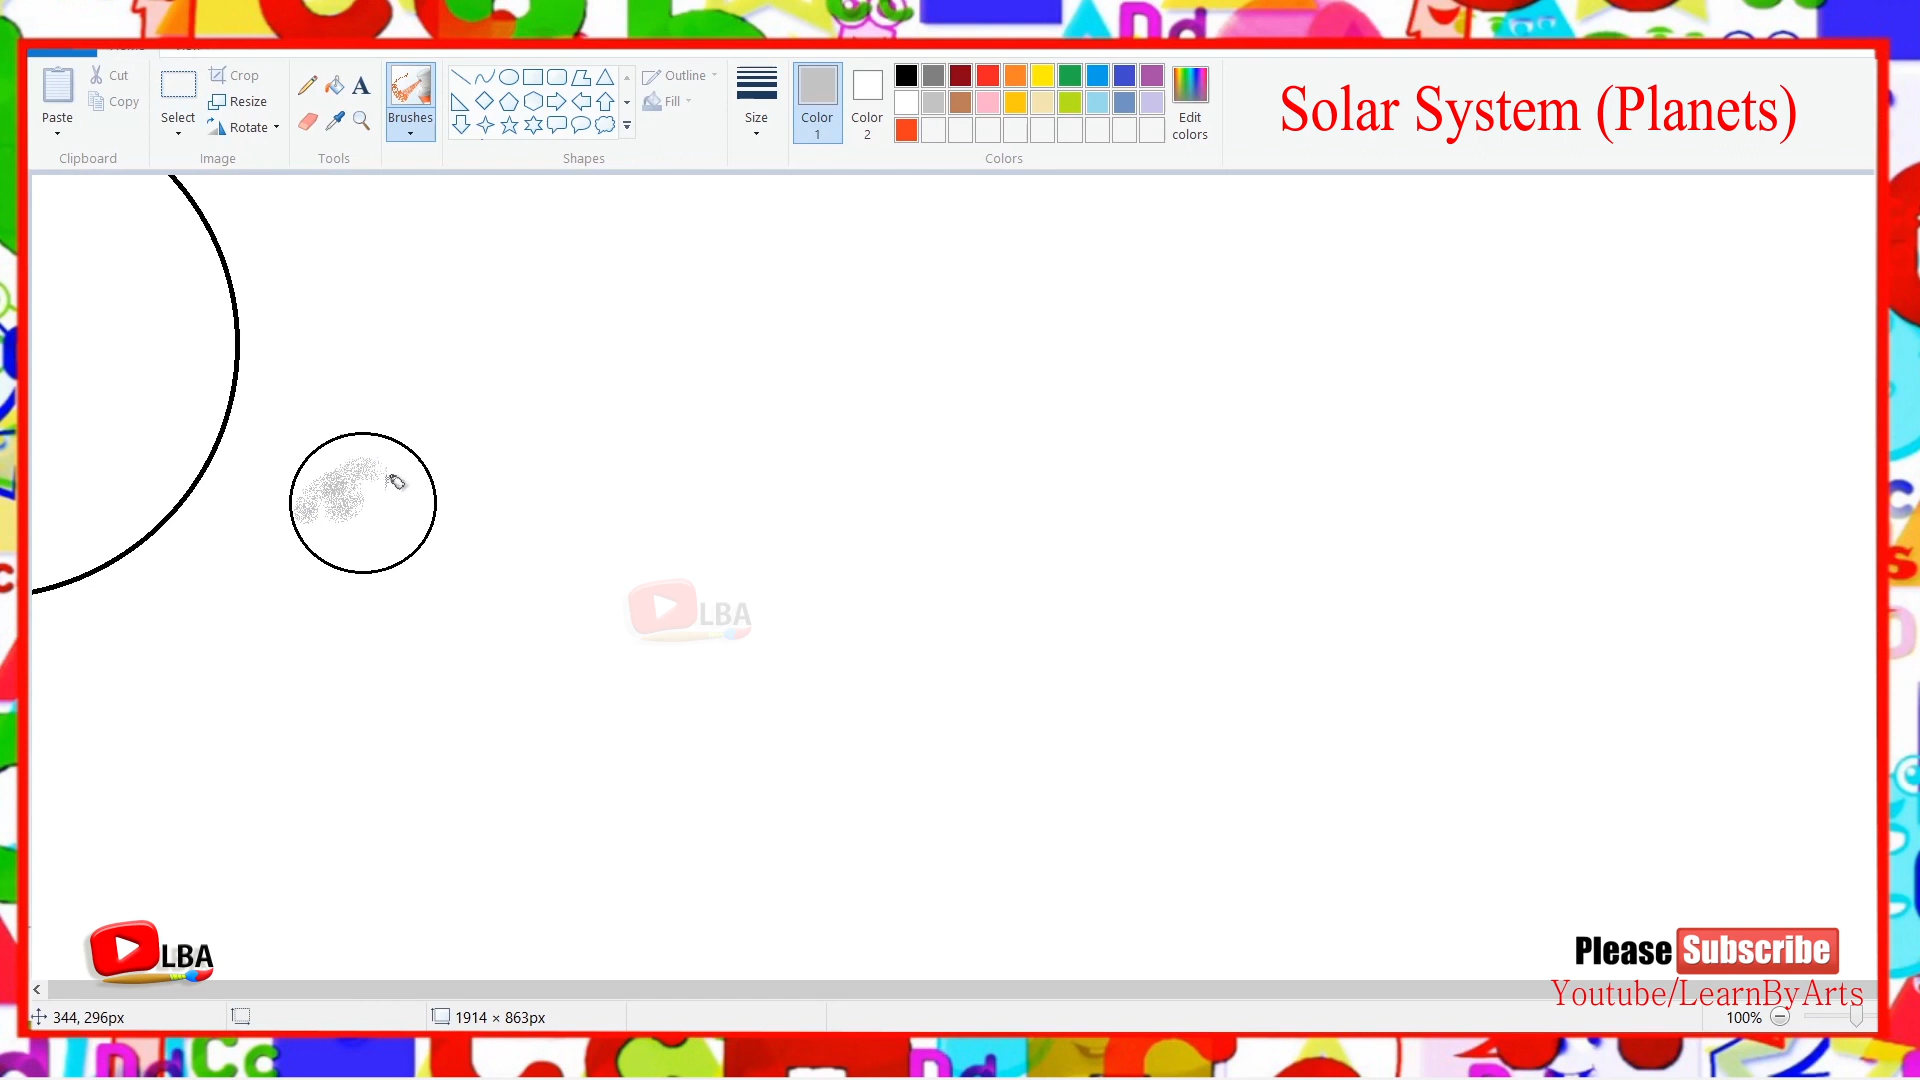 Solar System (Planets)
Paste
Cut
Copy
Clipboard
Select
Crop
Resize
Rotate
Image
A
Tools
Brushes
Shapes
Outline
Fill
Size
Color 1
Color 2
Edit colors
Colors
LBA
LBA
Please Subscribe
Youtube/LearnByArts
344, 296px
1914 × 863px
100%